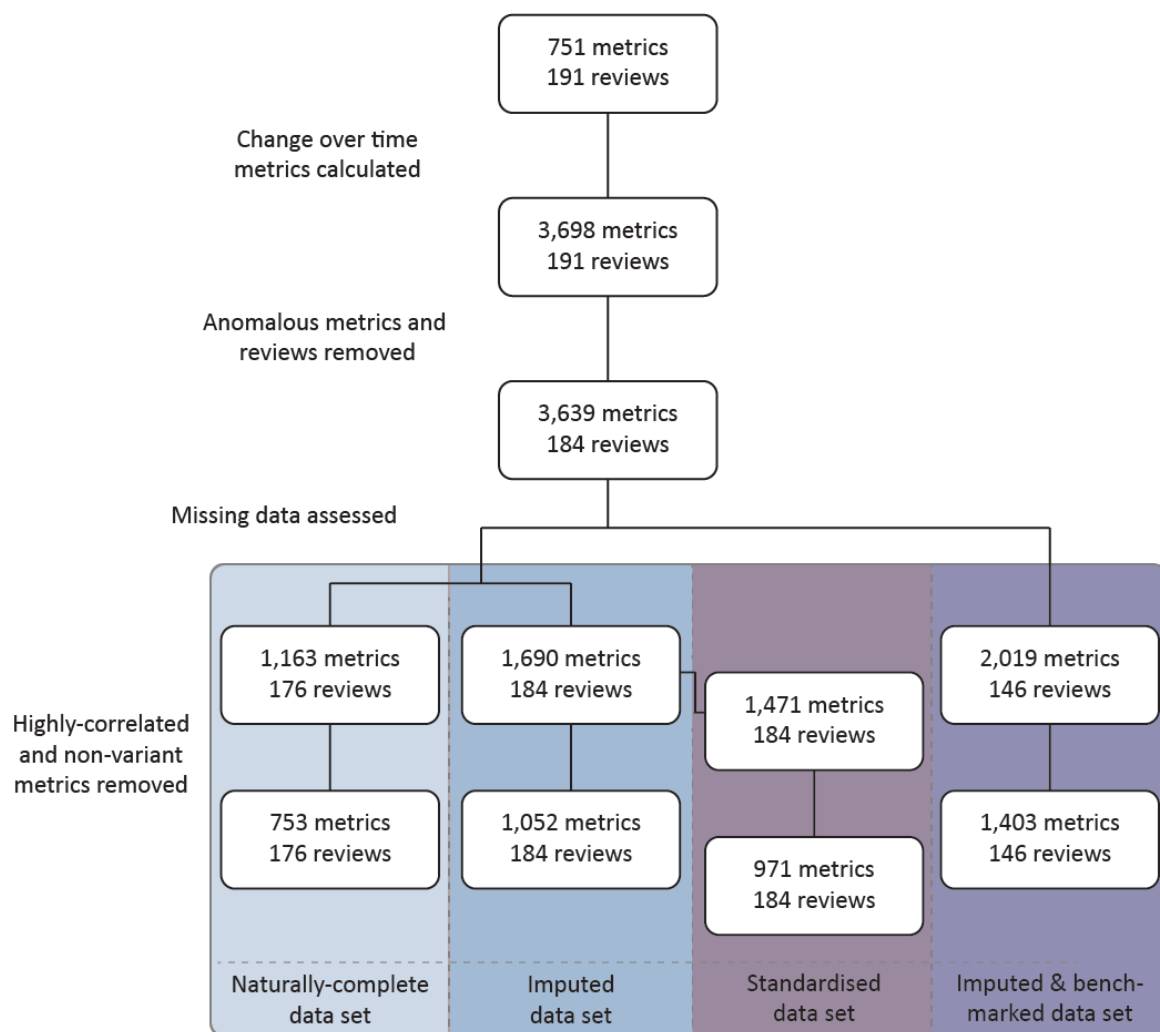 751 metrics
191 reviews
Change over time
metrics calculated
3,698 metrics
191 reviews
Anomalous metrics and
reviews removed
3,639 metrics
184 reviews
Missing data assessed
1,163 metrics
176 reviews
1,690 metrics
184 reviews
1,471 metrics
184 reviews
2,019 metrics
146 reviews
Highly-correlated
and non-variant
metrics removed
753 metrics
176 reviews
1,052 metrics
184 reviews
971 metrics
184 reviews
1,403 metrics
146 reviews
Naturally-complete
data set
Imputed
data set
Standardised
data set
Imputed & bench-
marked data set